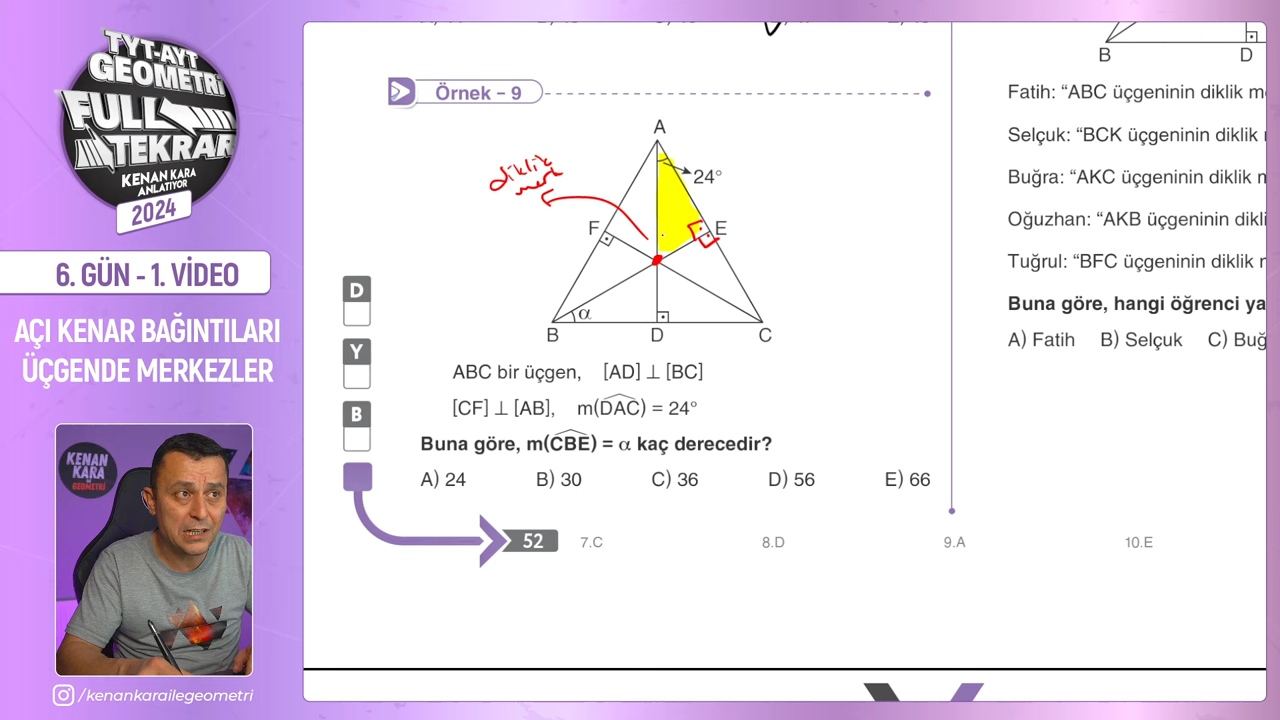 TYT-AYT
GEOMETRİ
FULL
TEKRAR
KENAN KARA
ANLATIYOR
2024
6. GÜN - 1. VİDEO
AÇI KENAR BAĞINTILARI
ÜÇGENDE MERKEZLER
KENAN
KARA
GEOMETRİ
/kenankarailegeometri
D
Y
B
Örnek – 9
A
24°
diklik
merk
F
E
α
B
D
C
ABC bir üçgen, [AD] ⊥ [BC]
[CF] ⊥ [AB], m(DAC) = 24°
Buna göre, m(CBE) = α kaç derecedir?
A) 24 B) 30 C) 36 D) 56 E) 66
52 7.C 8.D 9.A 10.E
B D
Fatih: “ABC üçgeninin diklik
Selçuk: “BCK üçgeninin diklik
Buğra: “AKC üçgeninin diklik
Oğuzhan: “AKB üçgeninin
Tuğrul: “BFC üçgeninin diklik
Buna göre, hangi öğrenci
A) Fatih B) Selçuk C)